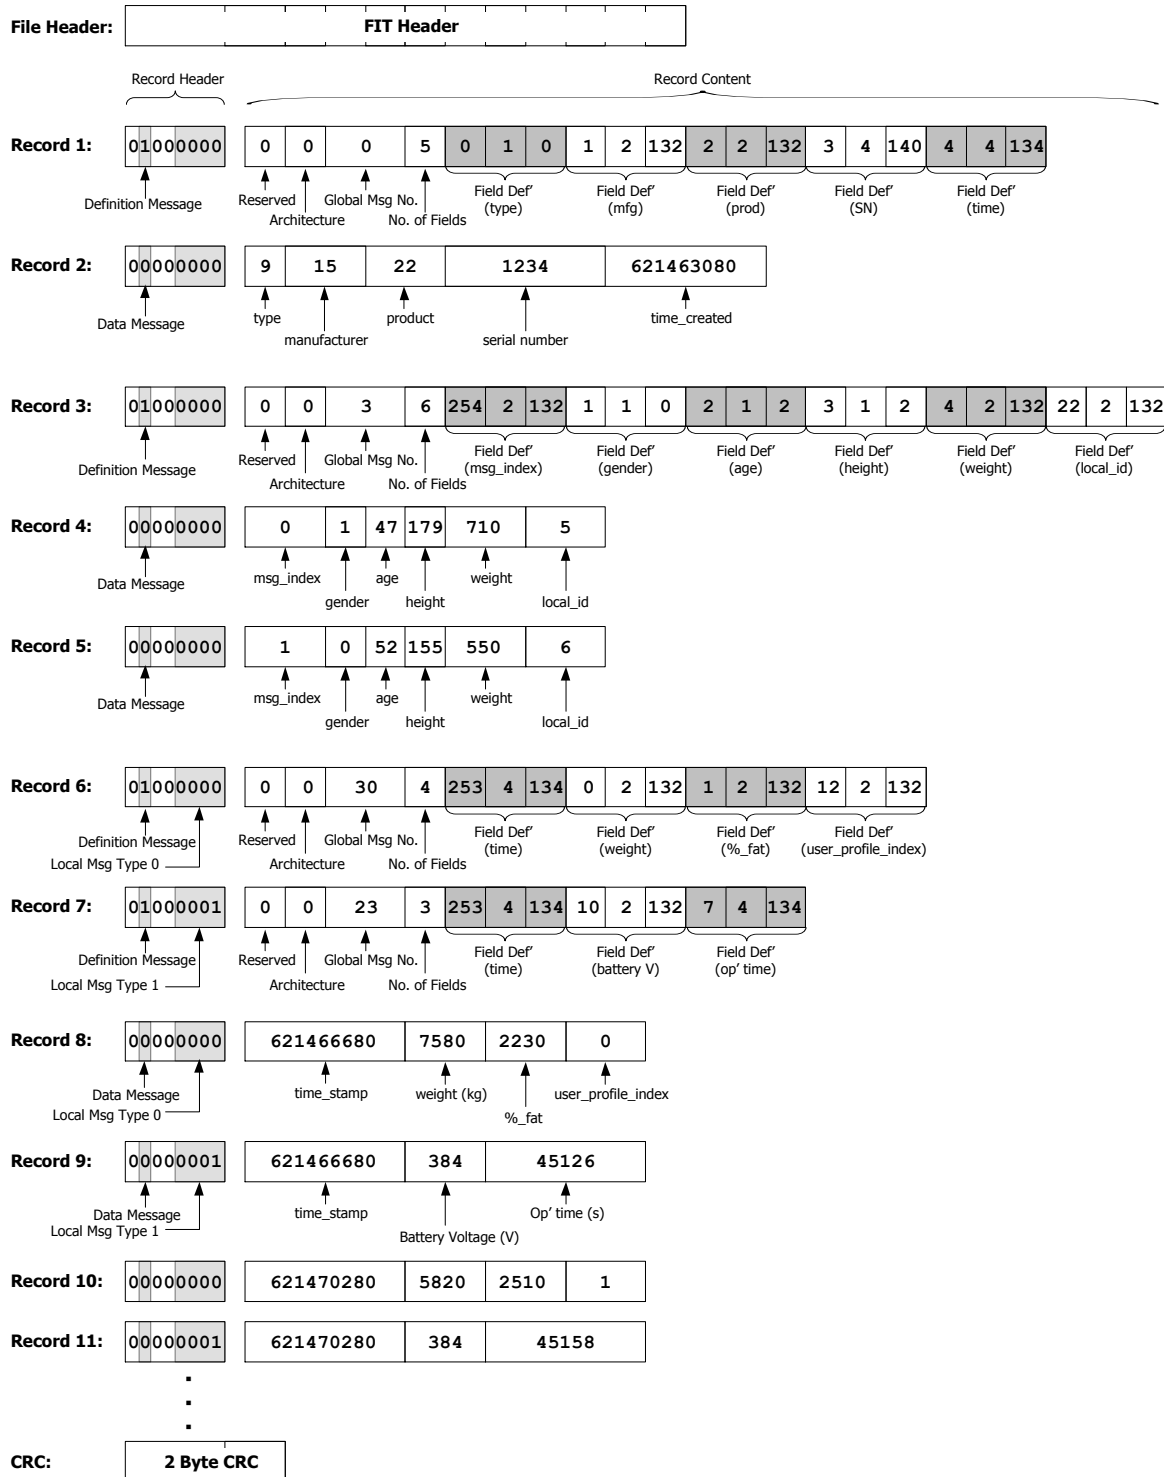 File Header: FIT Header
Record Header Record Content
Record 1: 01000000 0 0 0 5 0 1 0 1 2 132 2 2 132 3 4 140 4 4 134
Definition Message Reserved Architecture Global Msg No. No. of Fields Field Def' (type) Field Def' (mfg) Field Def' (prod) Field Def' (SN) Field Def' (time)
Record 2: 00000000 9 15 22 1234 621463080
Data Message type manufacturer product serial number time_created
Record 3: 01000000 0 0 3 6 254 2 132 1 1 0 2 1 2 3 1 2 4 2 132 22 2 132
Definition Message Reserved Architecture Global Msg No. No. of Fields Field Def' (msg_index) Field Def' (gender) Field Def' (age) Field Def' (height) Field Def' (weight) Field Def' (local_id)
Record 4: 00000000 0 1 47 179 710 5
Data Message msg_index gender age height weight local_id
Record 5: 00000000 1 0 52 155 550 6
Data Message msg_index gender age height weight local_id
Record 6: 01000000 0 0 30 4 253 4 134 0 2 132 1 2 132 12 2 132
Definition Message Local Msg Type 0 Reserved Architecture Global Msg No. No. of Fields Field Def' (time) Field Def' (weight) Field Def' (%_fat) Field Def' (user_profile_index)
Record 7: 01000001 0 0 23 3 253 4 134 10 2 132 7 4 134
Definition Message Local Msg Type 1 Reserved Architecture Global Msg No. No. of Fields Field Def' (time) Field Def' (battery V) Field Def' (op' time)
Record 8: 00000000 621466680 7580 2230 0
Data Message Local Msg Type 0 time_stamp weight (kg) %_fat user_profile_index
Record 9: 00000001 621466680 384 45126
Data Message Local Msg Type 1 time_stamp Battery Voltage (V) Op' time (s)
Record 10: 00000000 621470280 5820 2510 1
Record 11: 00000001 621470280 384 45158
CRC: 2 Byte CRC